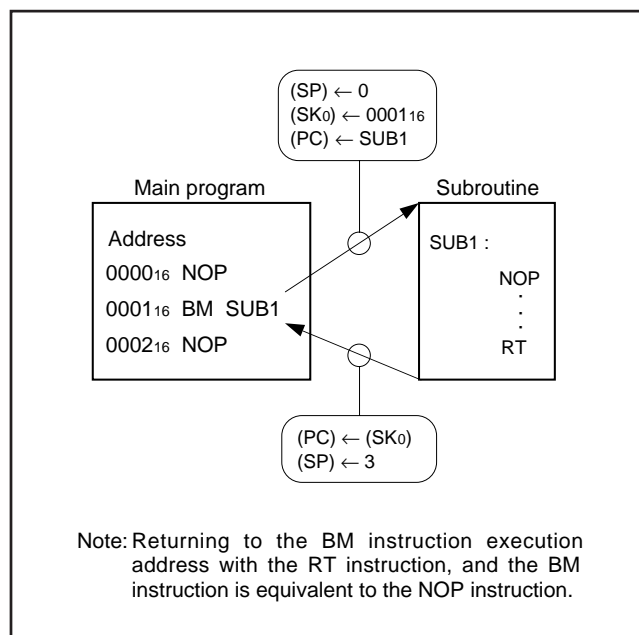 (SP) ← 0
(SK0) ← 000116
(PC) ← SUB1
Main program
Subroutine
Address
000016 NOP
000116 BM SUB1
000216 NOP
SUB1 :
NOP
·
·
·
RT
(PC) ← (SK0)
(SP) ← 3
Note: Returning to the BM instruction execution
address with the RT instruction, and the BM
instruction is equivalent to the NOP instruction.